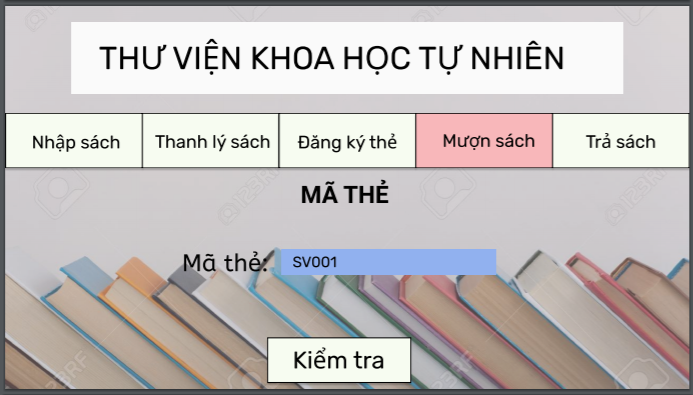 THƯ VIỆN KHOA HỌC TỰ NHIÊN
Nhập sách
Thanh lý sách
Đăng ký thẻ
Mượn sách
Trả sách
MÃ THẺ
Mã thẻ: SV001
Kiểm tra
123RF